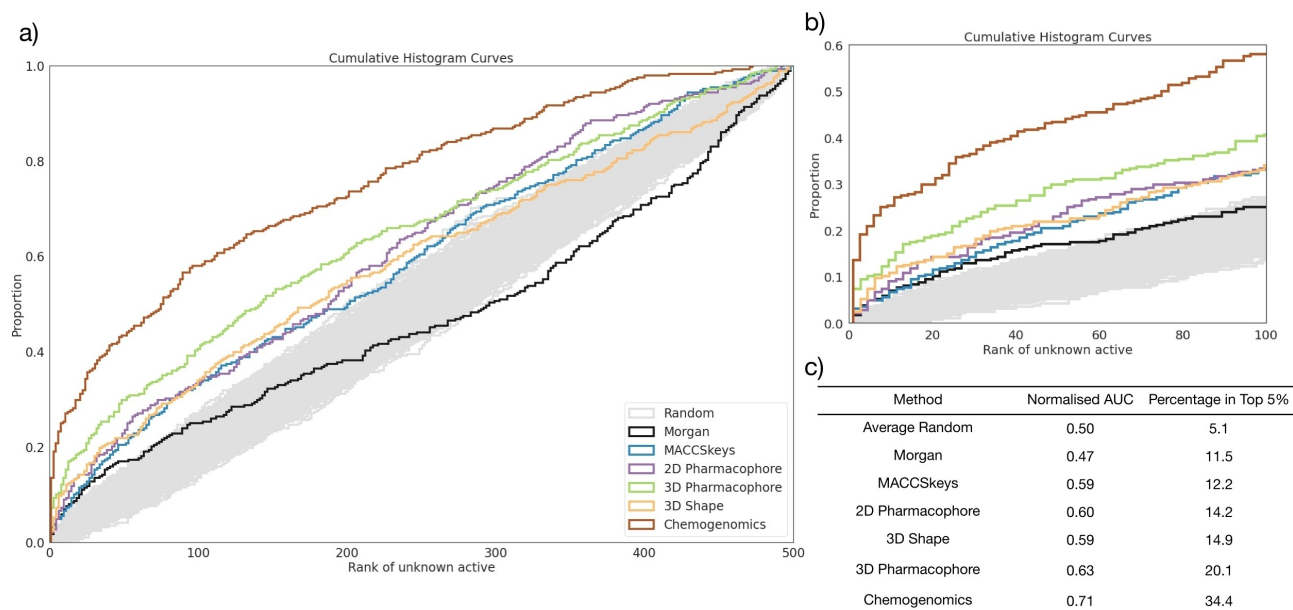 a)
Cumulative Histogram Curves
1.0
0.8
0.6
0.4
0.2
0.0
Proportion
0
100
200
300
400
500
Rank of unknown active
Random
Morgan
MACCSkeys
2D Pharmacophore
3D Pharmacophore
3D Shape
Chemogenomics
b)
Cumulative Histogram Curves
0.6
0.5
0.4
0.3
0.2
0.1
0.0
Proportion
0
20
40
60
80
100
Rank of unknown active
c)
Method Normalised AUC Percentage in Top 5%
Average Random 0.50 5.1
Morgan 0.47 11.5
MACCSkeys 0.59 12.2
2D Pharmacophore 0.60 14.2
3D Shape 0.59 14.9
3D Pharmacophore 0.63 20.1
Chemogenomics 0.71 34.4